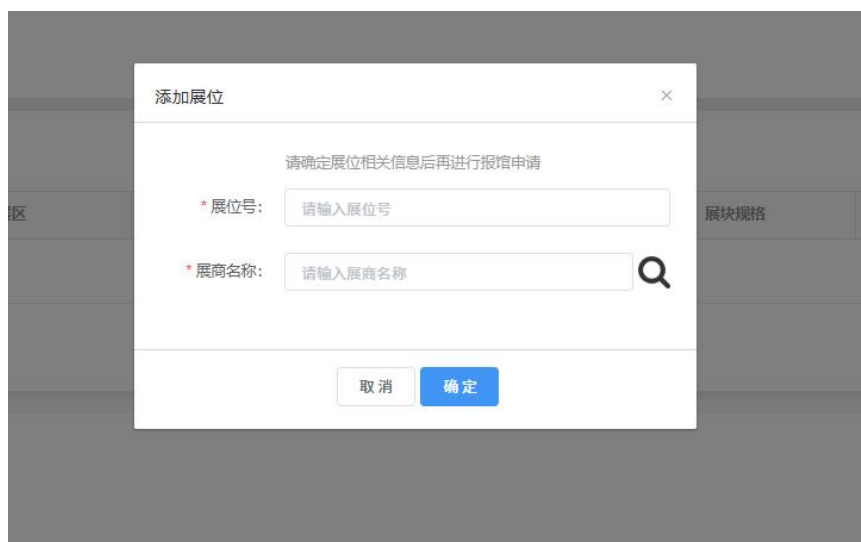 添加展位
请确定展位相关信息后再进行报馆申请
* 展位号: 请输入展位号
区 展块规格
* 展商名称: 请输入展商名称
取 消 确 定